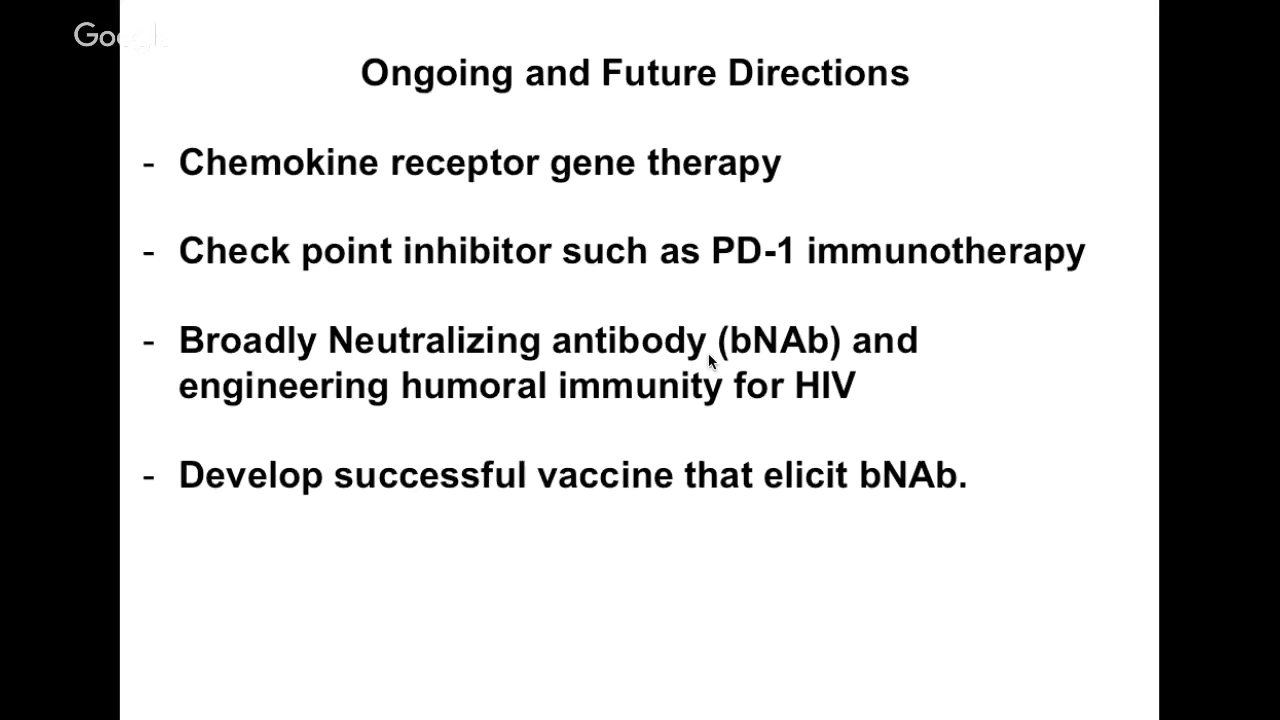 Google
Ongoing and Future Directions
- Chemokine receptor gene therapy
- Check point inhibitor such as PD-1 immunotherapy
- Broadly Neutralizing antibody (bNAb) and
engineering humoral immunity for HIV
- Develop successful vaccine that elicit bNAb.